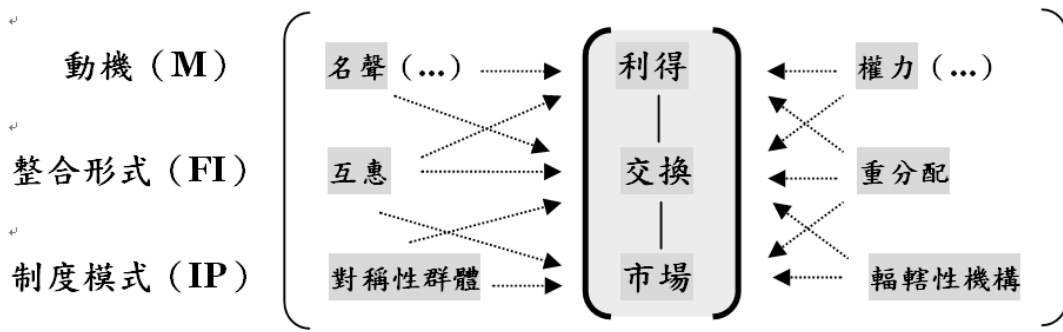 動機（M） 名聲（...） 利得 權力（...）
整合形式（FI） 互惠 交換 重分配
制度模式（IP） 對稱性群體 市場 輻轄性機構